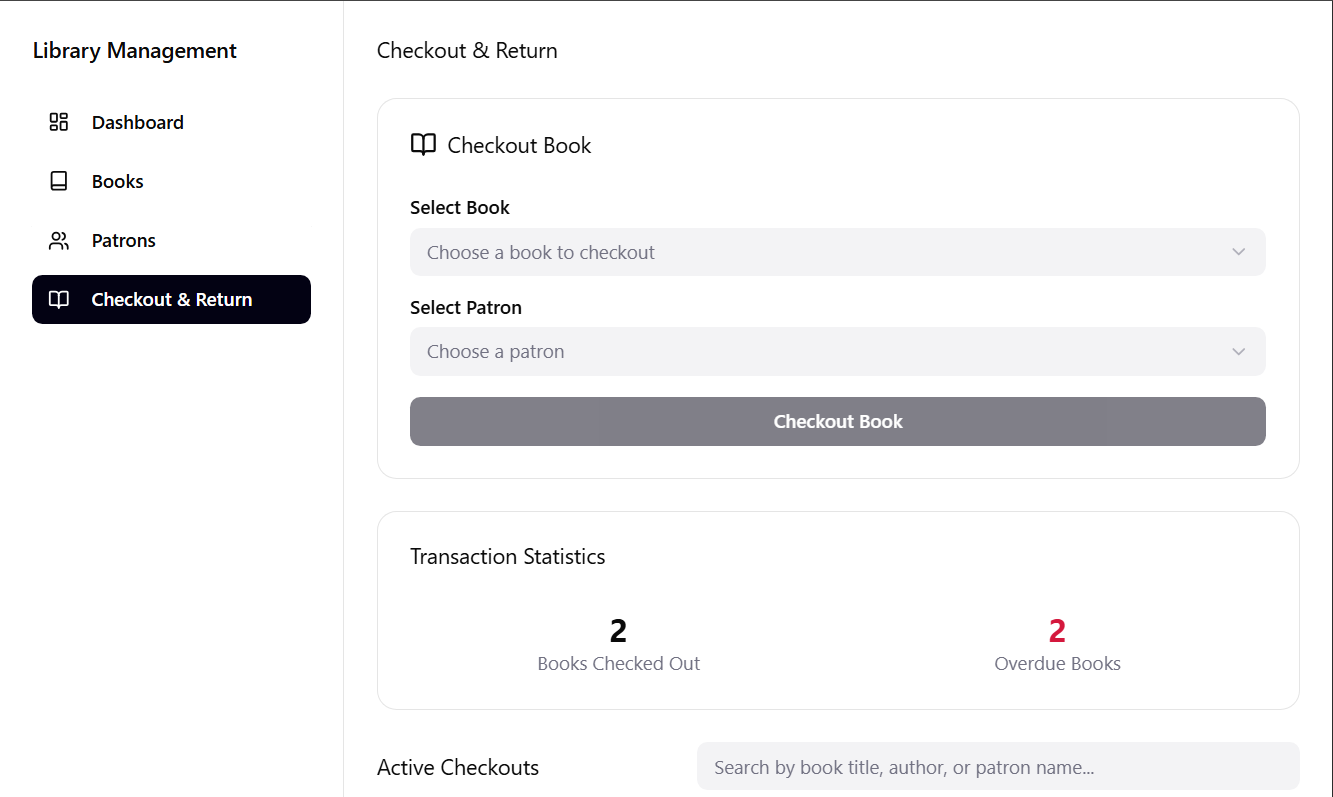 Library Management
Dashboard
Books
Patrons
Checkout & Return
Checkout & Return
Checkout Book
Select Book
Choose a book to checkout
Select Patron
Choose a patron
Checkout Book
Transaction Statistics
2
Books Checked Out
2
Overdue Books
Active Checkouts
Search by book title, author, or patron name...